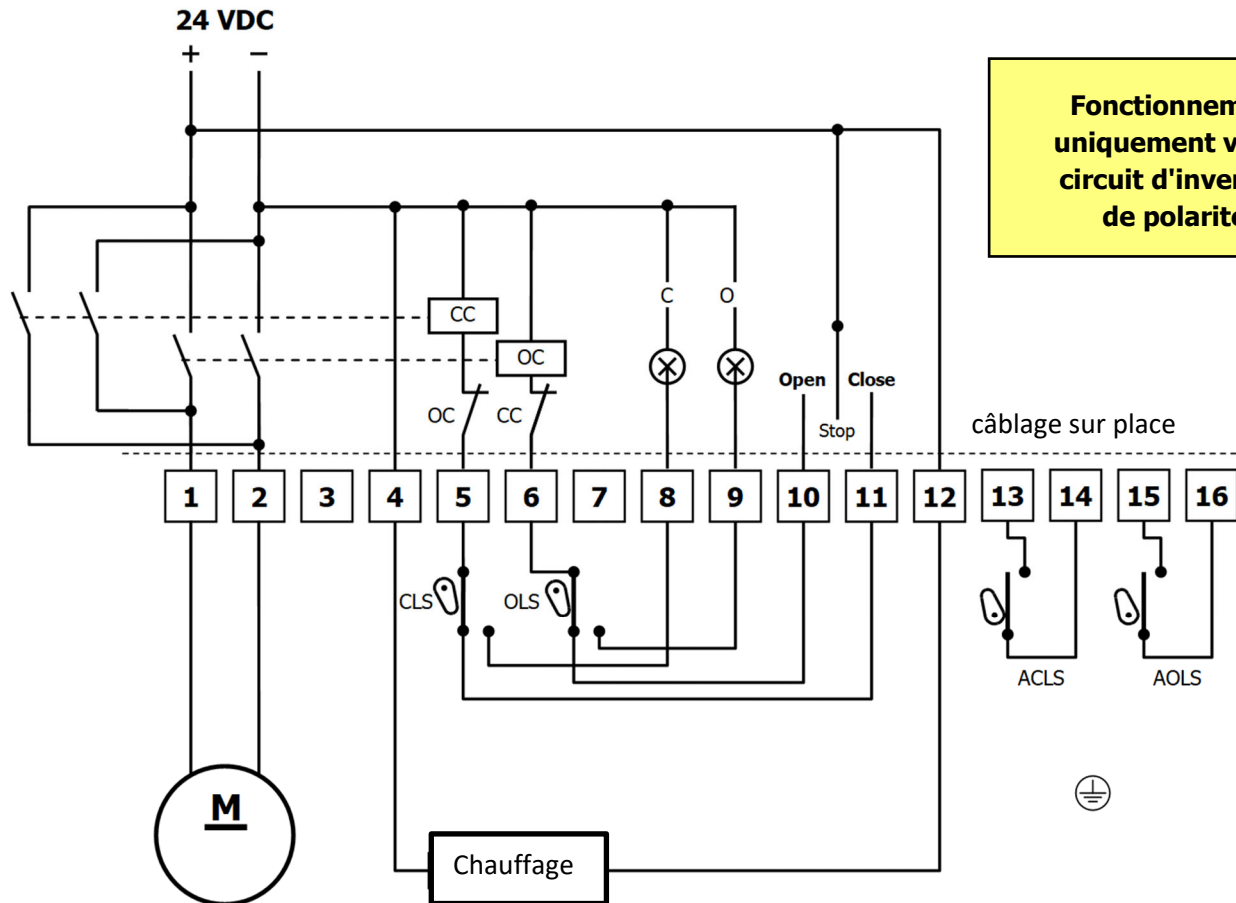 24 VDC
+ −
Fonctionnem
uniquement v
circuit d'inver
de polarit
C O
CC
OC
OC CC
Open Close
Stop
câblage sur place
1 2 3 4 5 6 7 8 9 10 11 12 13 14 15 16
CLS OLS
ACLS AOLS
M
Chauffage